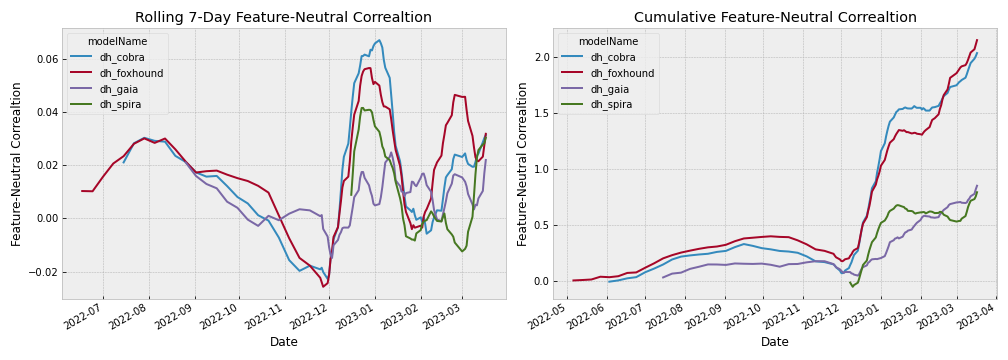 Rolling 7-Day Feature-Neutral Correaltion
Feature-Neutral Correaltion
0.06
0.04
0.02
0.00
−0.02
modelName
dh_cobra
dh_foxhound
dh_gaia
dh_spira
2022-07
2022-08
2022-09
2022-10
2022-11
2022-12
2023-01
2023-02
2023-03
Date
Cumulative Feature-Neutral Correaltion
Feature-Neutral Correaltion
2.0
1.5
1.0
0.5
0.0
modelName
dh_cobra
dh_foxhound
dh_gaia
dh_spira
2022-05
2022-06
2022-07
2022-08
2022-09
2022-10
2022-11
2022-12
2023-01
2023-02
2023-03
2023-04
Date